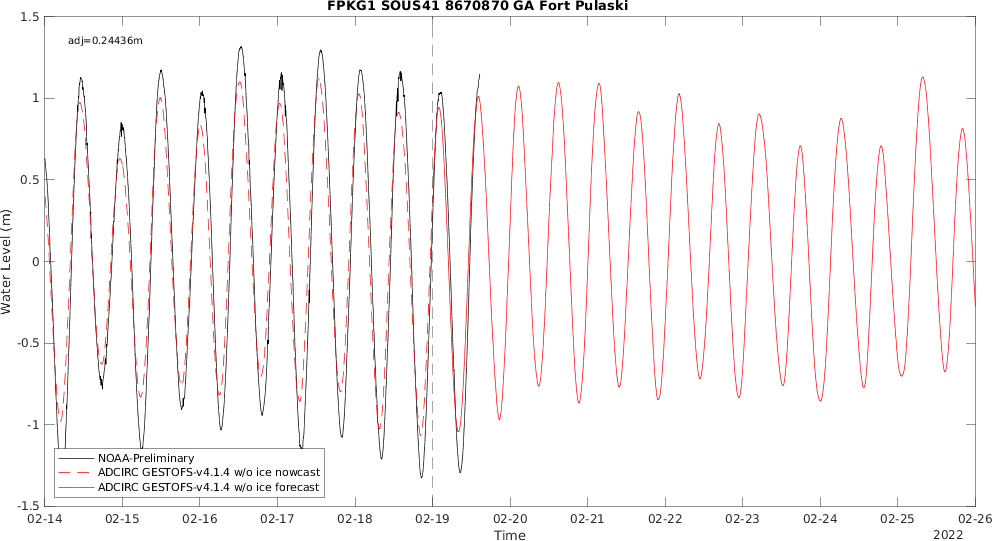 FPKG1 SOUS41 8670870 GA Fort Pulaski
adj=0.24436m
1.5
1
0.5
0
-0.5
-1
-1.5
Water Level (m)
NOAA-Preliminary
ADCIRC GESTOFS-v4.1.4 w/o ice nowcast
ADCIRC GESTOFS-v4.1.4 w/o ice forecast
02-14 02-15 02-16 02-17 02-18 02-19 02-20 02-21 02-22 02-23 02-24 02-25 02-26
Time
2022